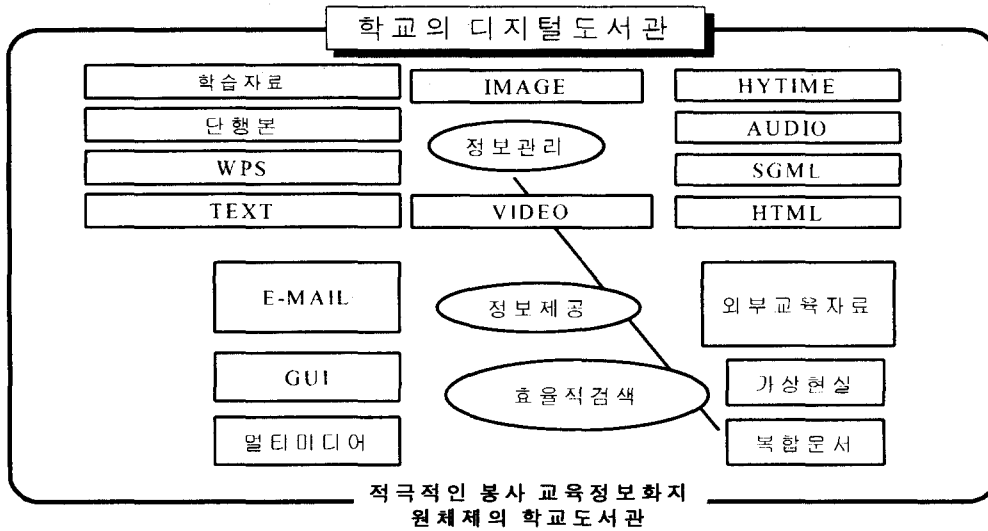 학교의 디지털도서관
학습자료
IMAGE
HYTIME
단행본
정보관리
AUDIO
WPS
SGML
TEXT
VIDEO
HTML
E-MAIL
정보제공
외부교육자료
GUI
효율적검색
가상현실
멀티미디어
복합문서
적극적인 봉사 교육정보화지
원체제의 학교도서관